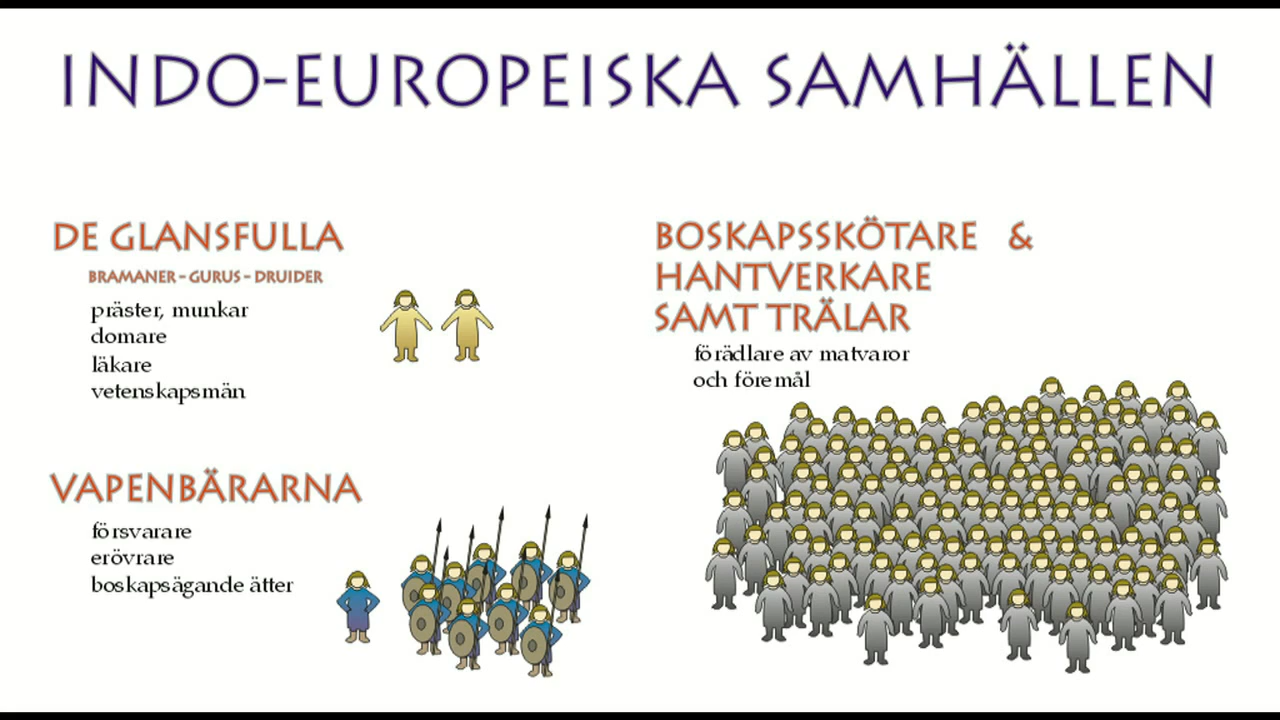 INDO-EUROPEISKA SAMHÄLLEN
DE GLANSFULLA
BRAMANER - GURUS - DRUIDER
präster, munkar
domare
läkare
vetenskapsmän
VAPENBÄRARNA
försvarare
erövrare
boskapsägande ätter
BOSKAPSSKÖTARE &
HANTVERKARE
SAMT TRÄLAR
förädlare av matvaror
och föremål